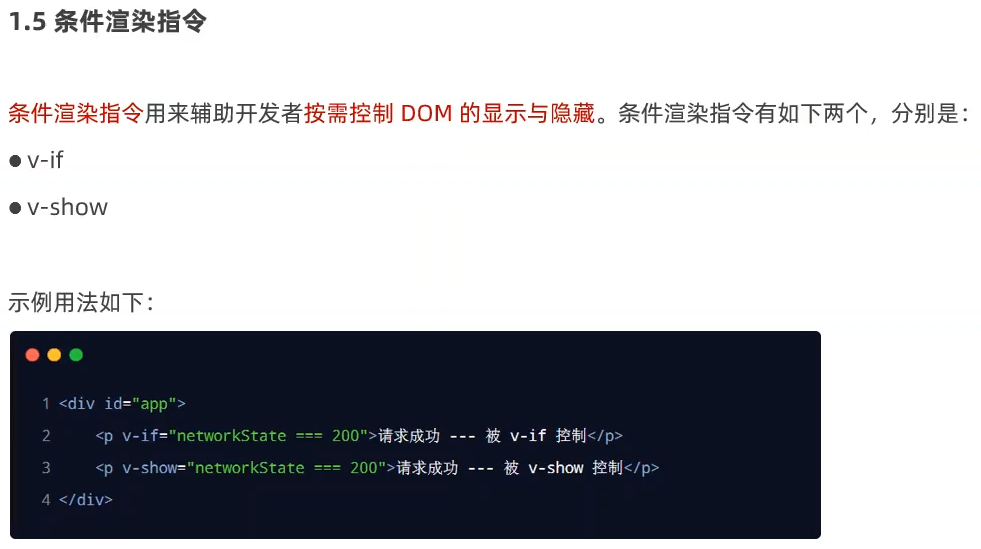 1.5 条件渲染指令
条件渲染指令用来辅助开发者按需控制 DOM 的显示与隐藏。条件渲染指令有如下两个，分别是：
● v-if
● v-show
示例用法如下：
1 <div id="app">
2     <p v-if="networkState === 200">请求成功 --- 被 v-if 控制</p>
3     <p v-show="networkState === 200">请求成功 --- 被 v-show 控制</p>
4 </div>